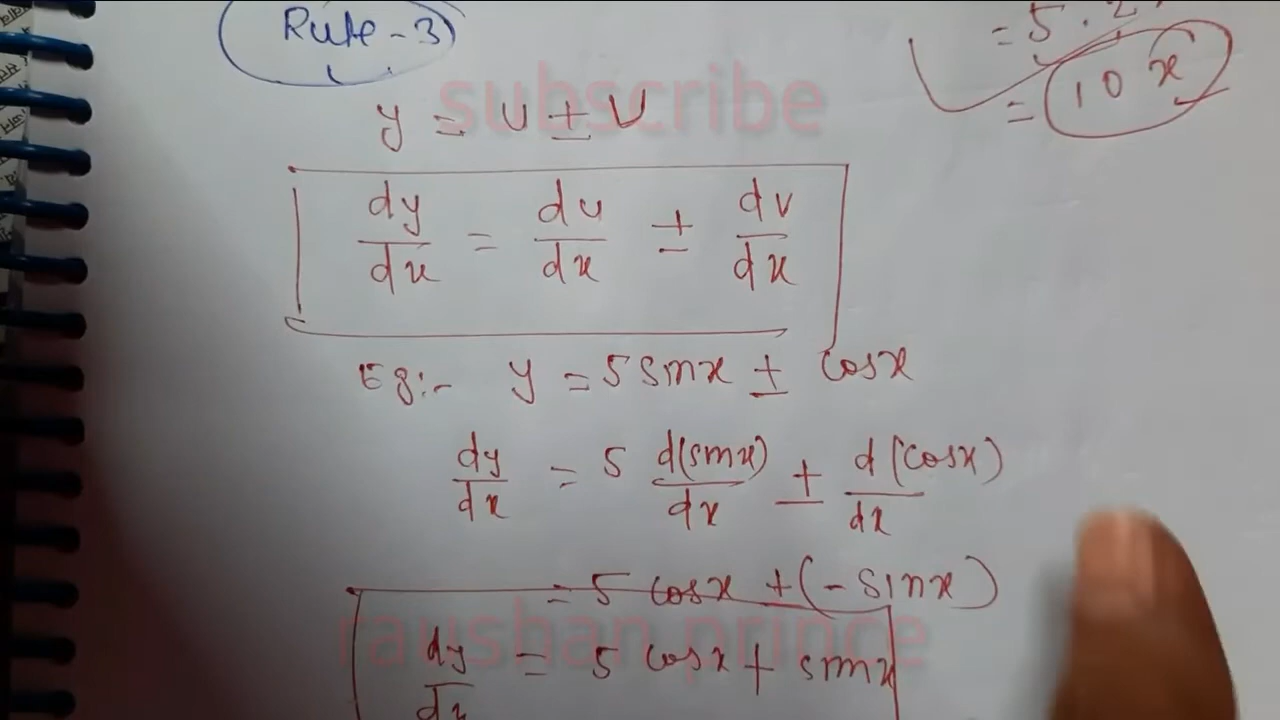 Rule-3
= 5 · 2
= 10 x
subscribe
y = u ± v
dy/dx = du/dx ± dv/dx
Eg:- y = 5 sinx ± cosx
dy/dx = 5 d(sinx)/dx ± d(cosx)/dx
= 5 cosx + (- sinx)
raushan prince
dy/dx = 5 cosx + sinx